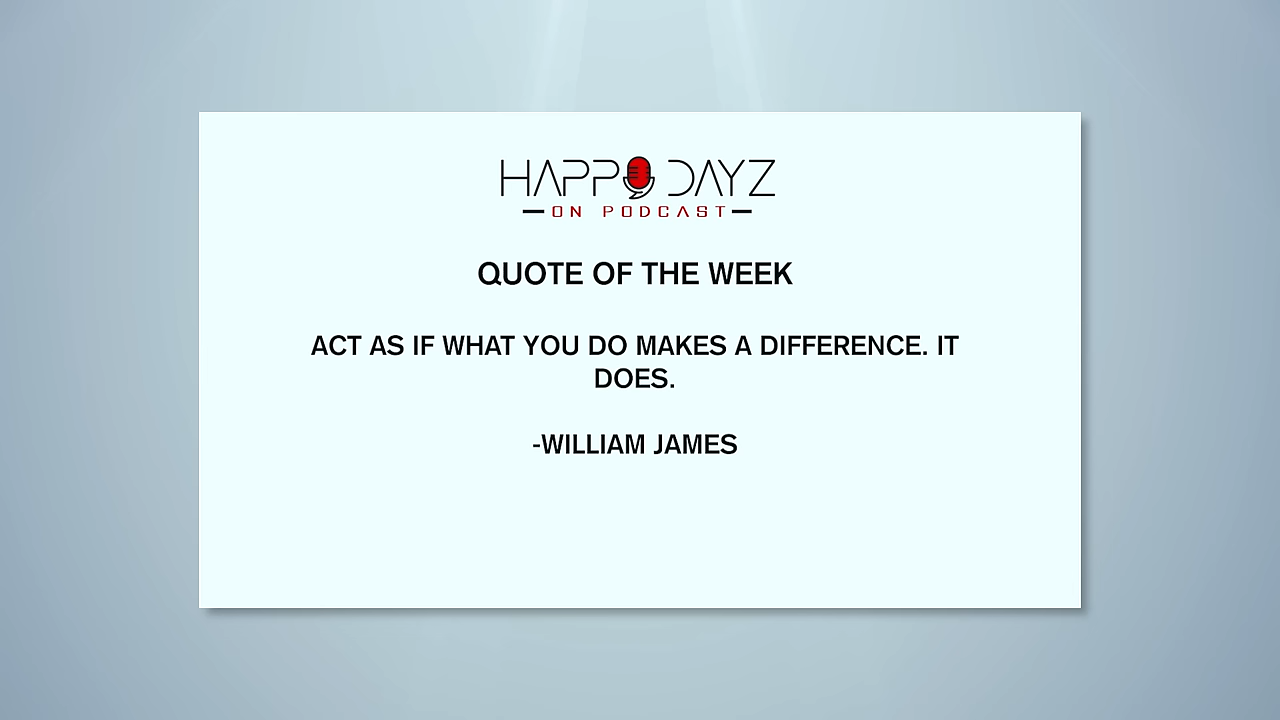 HAPPO DAYZ
ON PODCAST
QUOTE OF THE WEEK
ACT AS IF WHAT YOU DO MAKES A DIFFERENCE. IT
DOES.
-WILLIAM JAMES